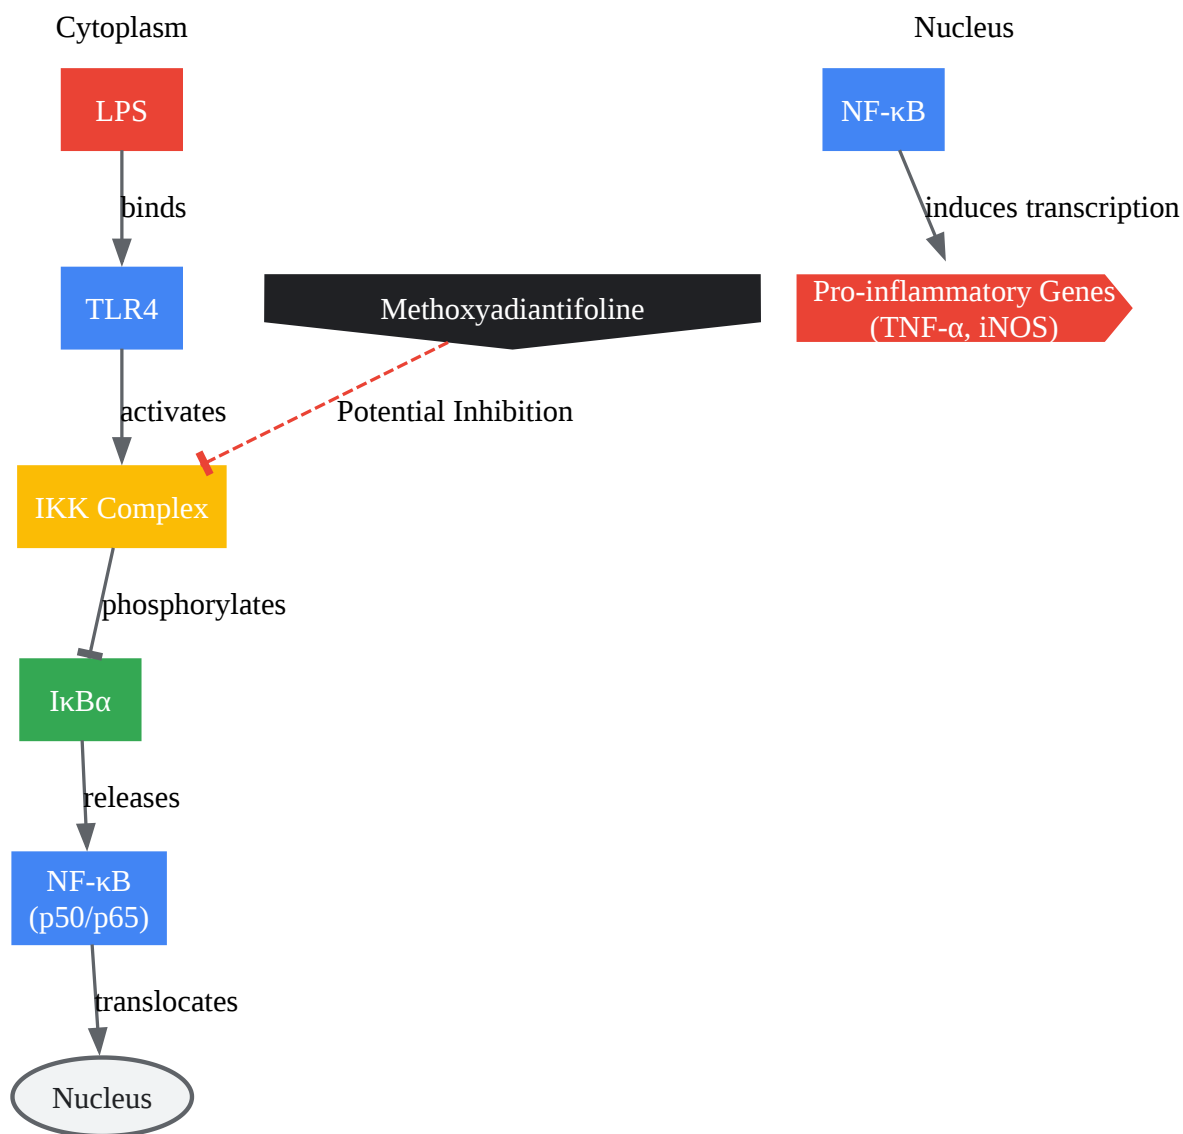 Cytoplasm
Nucleus
LPS
NF-κB
binds
induces transcription
TLR4
Methoxyadiantifoline
Pro-inflammatory Genes
(TNF-α, iNOS)
activates
Potential Inhibition
IKK Complex
phosphorylates
IκBα
releases
NF-κB
(p50/p65)
translocates
Nucleus